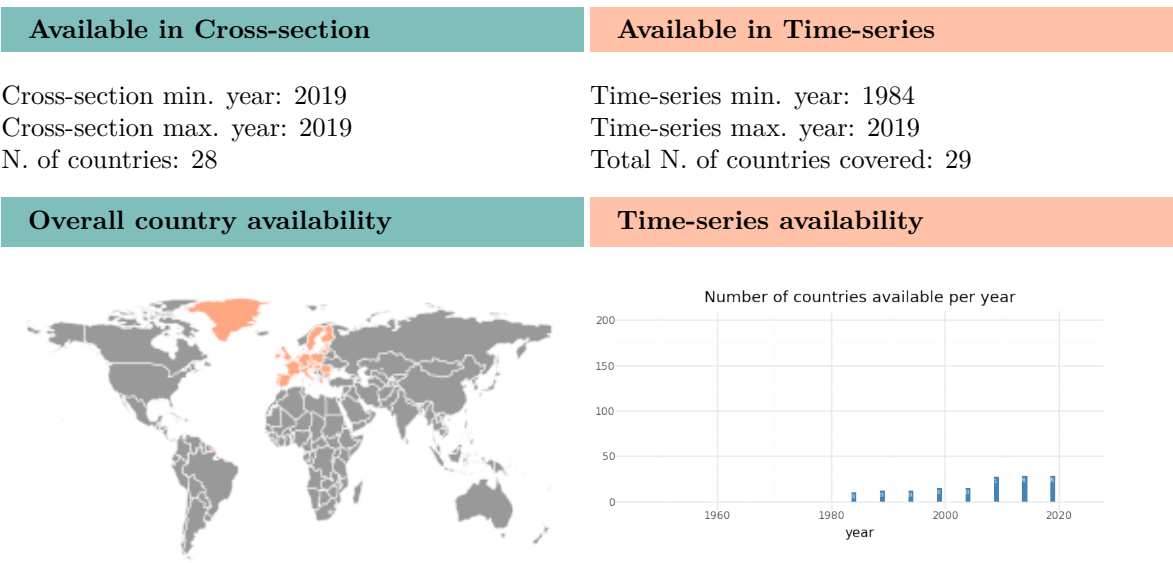 Available in Cross-section
Available in Time-series
Cross-section min. year: 2019
Cross-section max. year: 2019
N. of countries: 28
Time-series min. year: 1984
Time-series max. year: 2019
Total N. of countries covered: 29
Overall country availability
Time-series availability
Number of countries available per year
200
150
100
50
0
1960 1980 2000 2020
year